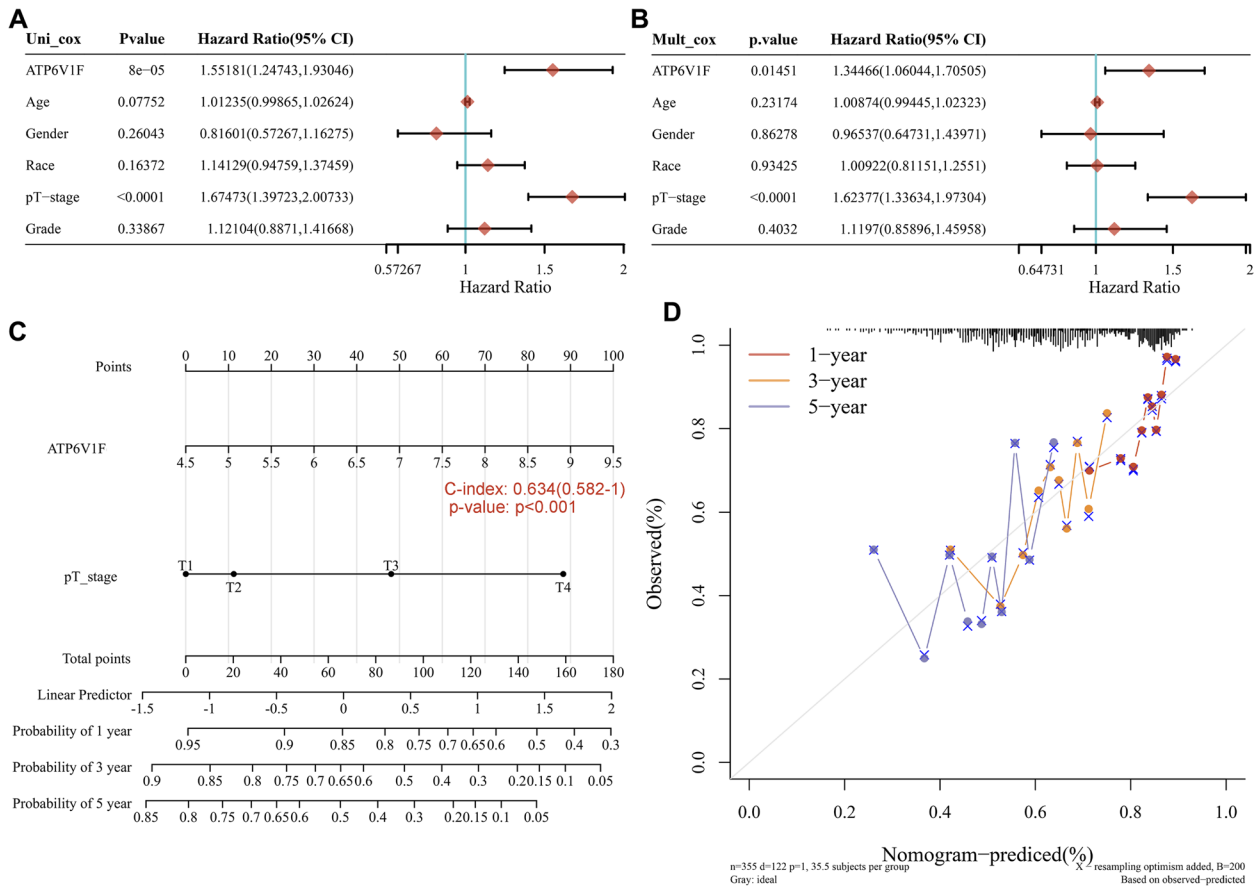 A
Uni_cox Pvalue Hazard Ratio(95% CI)
ATP6V1F 8e−05 1.55181(1.24743,1.93046)
Age 0.07752 1.01235(0.99865,1.02624)
Gender 0.26043 0.81601(0.57267,1.16275)
Race 0.16372 1.14129(0.94759,1.37459)
pT−stage <0.0001 1.67473(1.39723,2.00733)
Grade 0.33867 1.12104(0.8871,1.41668)
0.57267 1 1.5 2
Hazard Ratio
B
Mult_cox p.value Hazard Ratio(95% CI)
ATP6V1F 0.01451 1.34466(1.06044,1.70505)
Age 0.23174 1.00874(0.99445,1.02323)
Gender 0.86278 0.96537(0.64731,1.43971)
Race 0.93425 1.00922(0.81151,1.2551)
pT−stage <0.0001 1.62377(1.33634,1.97304)
Grade 0.4032 1.1197(0.85896,1.45958)
0.64731 1 1.5 2
Hazard Ratio
C
Points 0 10 20 30 40 50 60 70 80 90 100
ATP6V1F
4.5 5 5.5 6 6.5 7 7.5 8 8.5 9 9.5
C-index: 0.634(0.582-1)
p-value: p<0.001
pT_stage T1 T2 T3 T4
Total points
0 20 40 60 80 100 120 140 160 180
Linear Predictor
-1.5 -1 -0.5 0 0.5 1 1.5 2
Probability of 1 year
0.95 0.9 0.85 0.8 0.75 0.7 0.65 0.6 0.5 0.4 0.3
Probability of 3 year
0.9 0.85 0.8 0.75 0.7 0.65 0.6 0.5 0.4 0.3 0.20 0.15 0.1 0.05
Probability of 5 year
0.85 0.8 0.75 0.7 0.65 0.6 0.5 0.4 0.3 0.20 0.15 0.1 0.05
D
1−year
3−year
5−year
Observed(%)
1.0
0.8
0.6
0.4
0.2
0.0
0.0 0.2 0.4 0.6 0.8 1.0
Nomogram−prediced(%)
n=355 d=122 p=1, 35.5 subjects per group
Gray: ideal
X − resampling optimism added, B=200
Based on observed−predicted